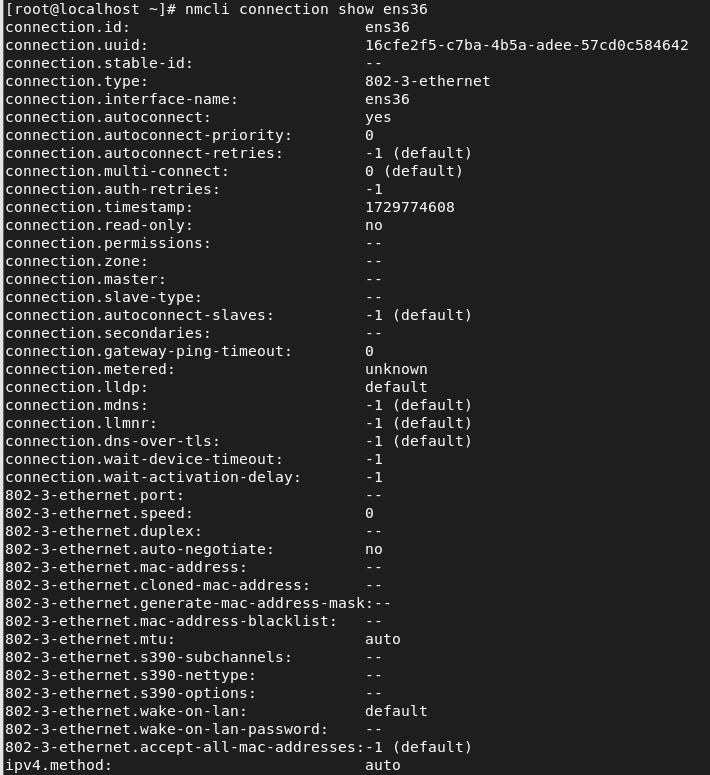 [root@localhost ~]# nmcli connection show ens36
connection.id:                          ens36
connection.uuid:                        16cfe2f5-c7ba-4b5a-adee-57cd0c584642
connection.stable-id:                   --
connection.type:                        802-3-ethernet
connection.interface-name:              ens36
connection.autoconnect:                 yes
connection.autoconnect-priority:        0
connection.autoconnect-retries:         -1 (default)
connection.multi-connect:               0 (default)
connection.auth-retries:                -1
connection.timestamp:                   1729774608
connection.read-only:                   no
connection.permissions:                 --
connection.zone:                        --
connection.master:                      --
connection.slave-type:                  --
connection.autoconnect-slaves:          -1 (default)
connection.secondaries:                 --
connection.gateway-ping-timeout:        0
connection.metered:                     unknown
connection.lldp:                        default
connection.mdns:                        -1 (default)
connection.llmnr:                       -1 (default)
connection.dns-over-tls:                -1 (default)
connection.wait-device-timeout:         -1
connection.wait-activation-delay:       -1
802-3-ethernet.port:                    --
802-3-ethernet.speed:                   0
802-3-ethernet.duplex:                  --
802-3-ethernet.auto-negotiate:          no
802-3-ethernet.mac-address:             --
802-3-ethernet.cloned-mac-address:      --
802-3-ethernet.generate-mac-address-mask:--
802-3-ethernet.mac-address-blacklist:   --
802-3-ethernet.mtu:                     auto
802-3-ethernet.s390-subchannels:        --
802-3-ethernet.s390-nettype:            --
802-3-ethernet.s390-options:            --
802-3-ethernet.wake-on-lan:             default
802-3-ethernet.wake-on-lan-password:    --
802-3-ethernet.accept-all-mac-addresses:-1 (default)
ipv4.method:                            auto